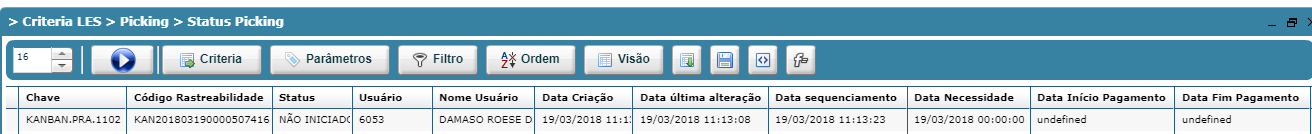 > Criteria LES > Picking > Status Picking
16 Criteria Parâmetros Filtro Ordem Visão
Chave Código Rastreabilidade Status Usuário Nome Usuário Data Criação Data última alteração Data sequenciamento Data Necessidade Data Início Pagamento Data Fim Pagamento
KANBAN.PRA.1102 KAN201803190000507416 NÃO INICIADO 6053 DAMASO ROESE D 19/03/2018 11:1 19/03/2018 11:13:08 19/03/2018 11:13:23 19/03/2018 00:00:00 undefined undefined